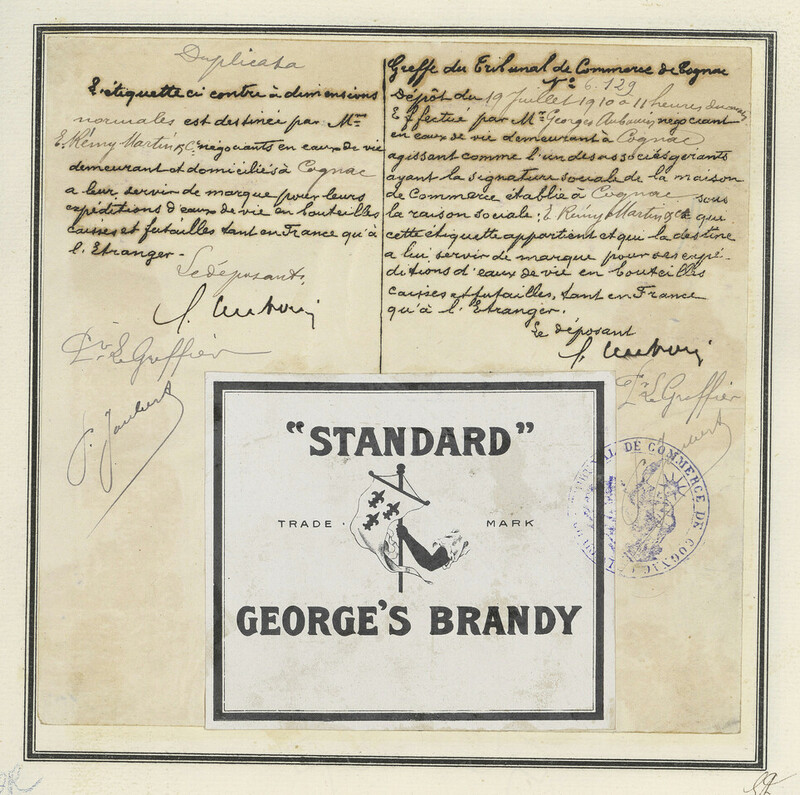 Duplicata
L'étiquette ci contre à dimensions
normales est destinée par Mrs
E. Rémy Martin & Co négociants en eaux de vie
demeurant et domiciliés à Cognac
a leur servir de marque pour leurs
expéditions d'eaux de vie en bouteilles
caisses et futailles tant en France qu'à
l'Etranger -
Le déposant,
Le Greffier
Greffe du Tribunal de Commerce de Cognac
No 6.129
Dépôt du 19 Juillet 1910 à 11 heures du matin
Effectué par Mr Georges Auboin négociant
en eaux de vie demeurant à Cognac
agissant comme l'un des associés gérants
ayant la signature sociale de la maison
de Commerce établie à Cognac sous
la raison sociale: E. Rémy Martin & Co que
cette étiquette appartient et qui la destine
a lui servir de marque pour ses expé-
ditions d'eaux de vie en bouteilles
caisses et futailles, tant en France
qu'à l'Etranger.
Le déposant
Le Greffier
"STANDARD"
TRADE · MARK
GEORGE'S BRANDY
TRIBUNAL DE COMMERCE DE COGNAC